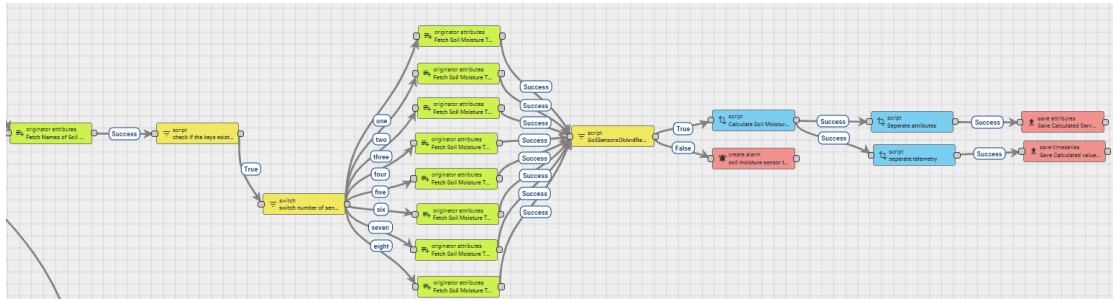 originator attributes
Fetch Names of Soil ...
Success
script
check if the keys exist...
True
switch
switch number of sen...
one
two
three
four
five
six
seven
eight
originator attributes
Fetch Soil Moisture T...
originator attributes
Fetch Soil Moisture T...
originator attributes
Fetch Soil Moisture T...
originator attributes
Fetch Soil Moisture T...
originator attributes
Fetch Soil Moisture T...
originator attributes
Fetch Soil Moisture T...
originator attributes
Fetch Soil Moisture T...
originator attributes
Fetch Soil Moisture T...
Success
Success
Success
Success
Success
Success
Success
Success
script
SoilSensorsOkAndRe...
True
False
script
Calculate Soil Moistur...
create alarm
soil moisture sensor t...
Success
Success
script
Seperate attributes
script
seperate telemetry
Success
Success
save attributes
Save Calculated Serv...
save timeseries
Save Calculated value...